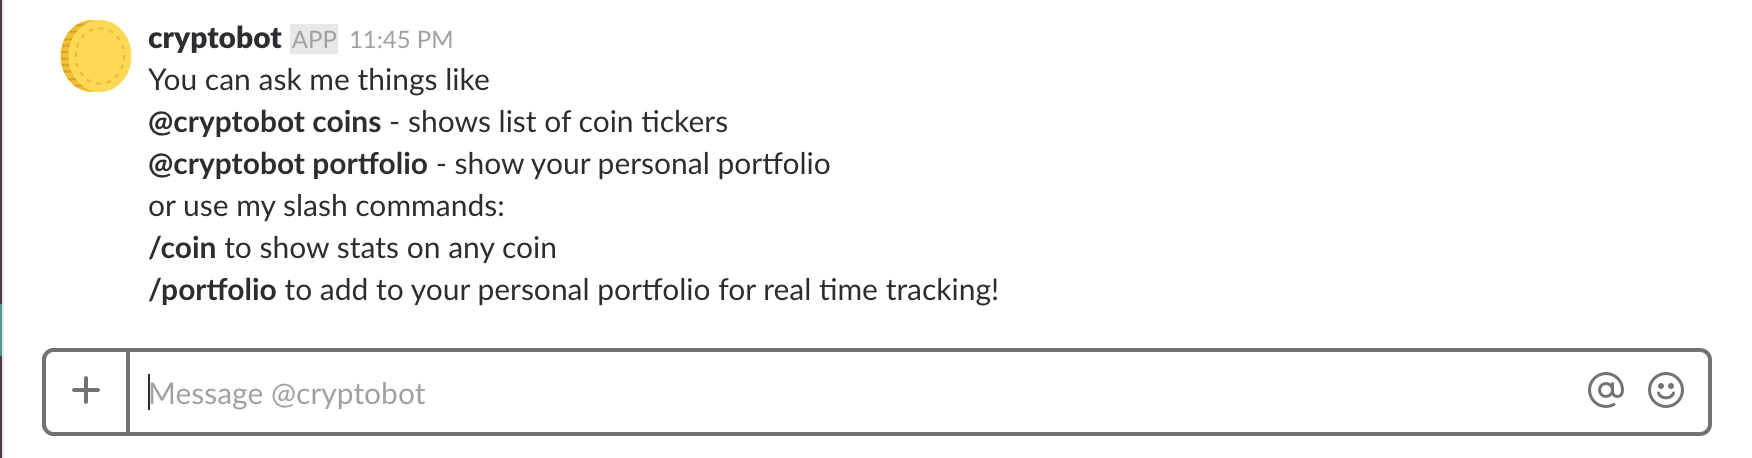 cryptobot APP 11:45 PM
You can ask me things like
@cryptobot coins - shows list of coin tickers
@cryptobot portfolio - show your personal portfolio
or use my slash commands:
/coin to show stats on any coin
/portfolio to add to your personal portfolio for real time tracking!
Message @cryptobot